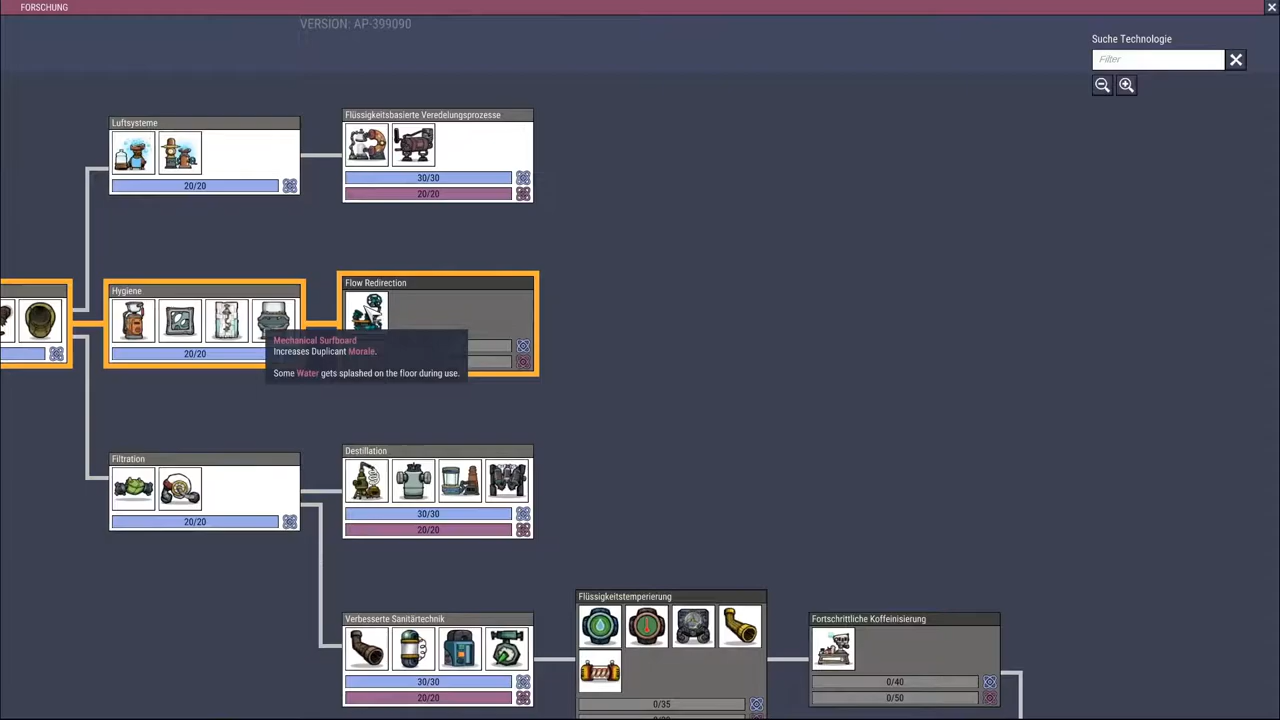 FORSCHUNG
VERSION: AP-399090
Suche Technologie
Filter
Luftsysteme
20/20
Flüssigkeitsbasierte Veredelungsprozesse
30/30
20/20
Hygiene
20/20
Flow Redirection
Mechanical Surfboard
Increases Duplicant Morale.
Some Water gets splashed on the floor during use.
Filtration
20/20
Destillation
30/30
20/20
Verbesserte Sanitärtechnik
30/30
20/20
Flüssigkeitstemperierung
0/35
Fortschrittliche Koffeinisierung
0/40
0/50